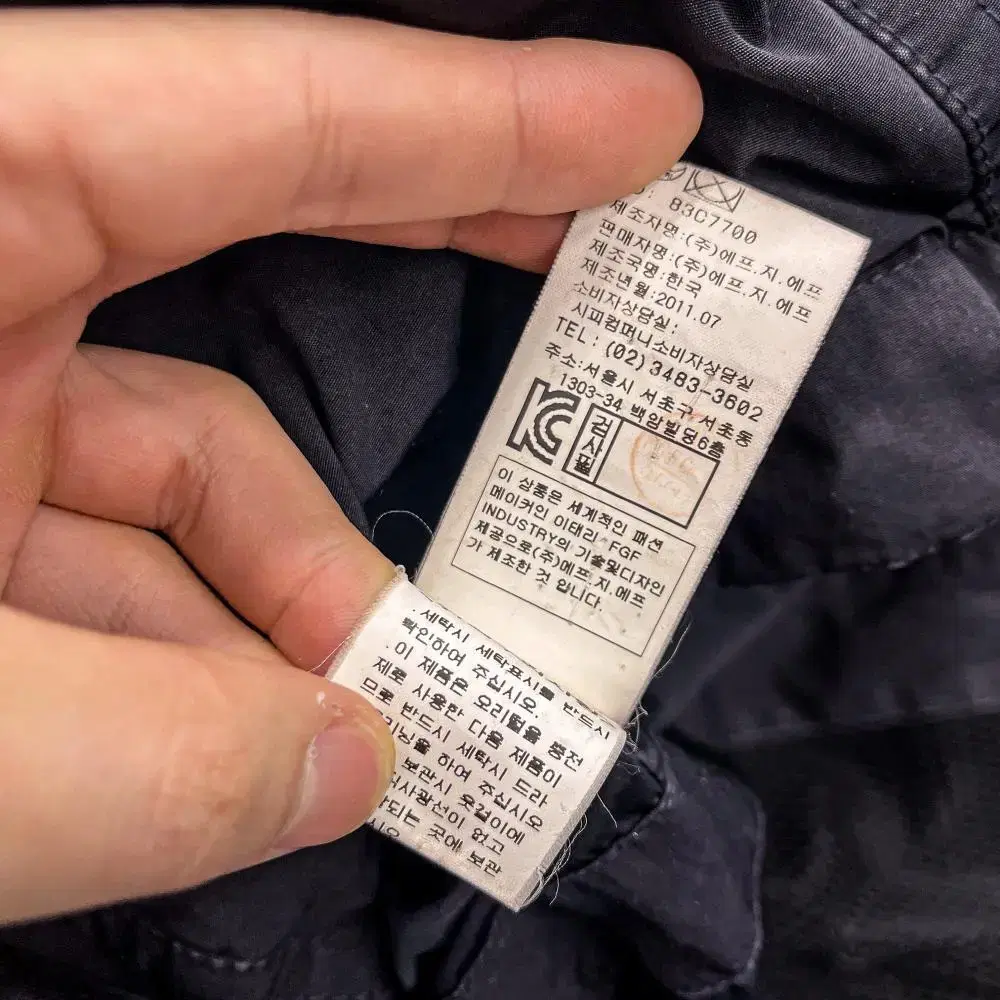 : 83C7700
제조자명:(주)에프.지.에프
판매자명:(주)에프.지.에프
제조국명:한국
제조년월:2011.07
소비자상담실:
시피컴퍼니소비자상담실
TEL: (02)3483-3602
주소:서울시 서초구 서초동
1303-34 백암빌딩6층
KC
검사필
이 상품은 세계적인 패션
메이커인 이태리 FGF
INDUSTRY의 기술및디자인
제공으로(주)에프.지.에프
가 제조한 것 입니다.
. 세탁시 세탁표시를 반드시
확인하여 주십시오.
. 이 제품은 오리털을 충전
제로 사용한 다음 제품이
므로 반드시 세탁시 드라
리닝을 하여 주십시오
보관시 옷걸이에
직사광선이 없고
되는 곳에 보관
시오